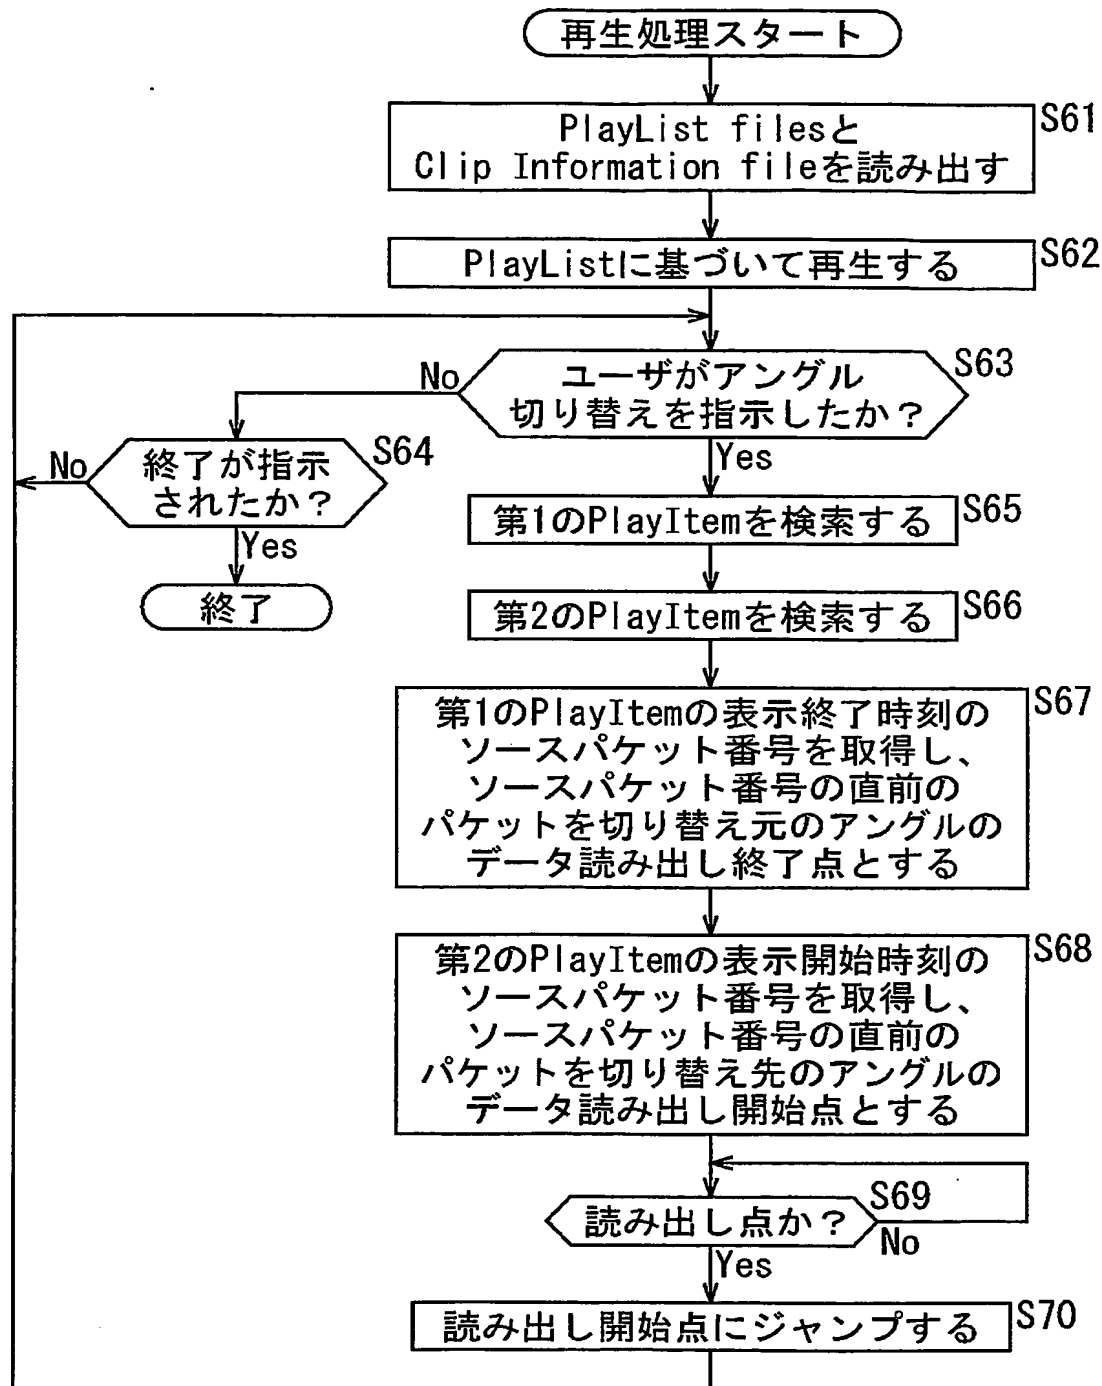 再生処理スタート
S61
PlayList filesと
Clip Information fileを読み出す
S62
PlayListに基づいて再生する
S63
ユーザがアングル
切り替えを指示したか?
No
Yes
S64
終了が指示
されたか?
No
Yes
終了
S65
第1のPlayItemを検索する
S66
第2のPlayItemを検索する
S67
第1のPlayItemの表示終了時刻の
ソースパケット番号を取得し、
ソースパケット番号の直前の
パケットを切り替え元のアングルの
データ読み出し終了点とする
S68
第2のPlayItemの表示開始時刻の
ソースパケット番号を取得し、
ソースパケット番号の直前の
パケットを切り替え先のアングルの
データ読み出し開始点とする
S69
読み出し点か?
No
Yes
S70
読み出し開始点にジャンプする